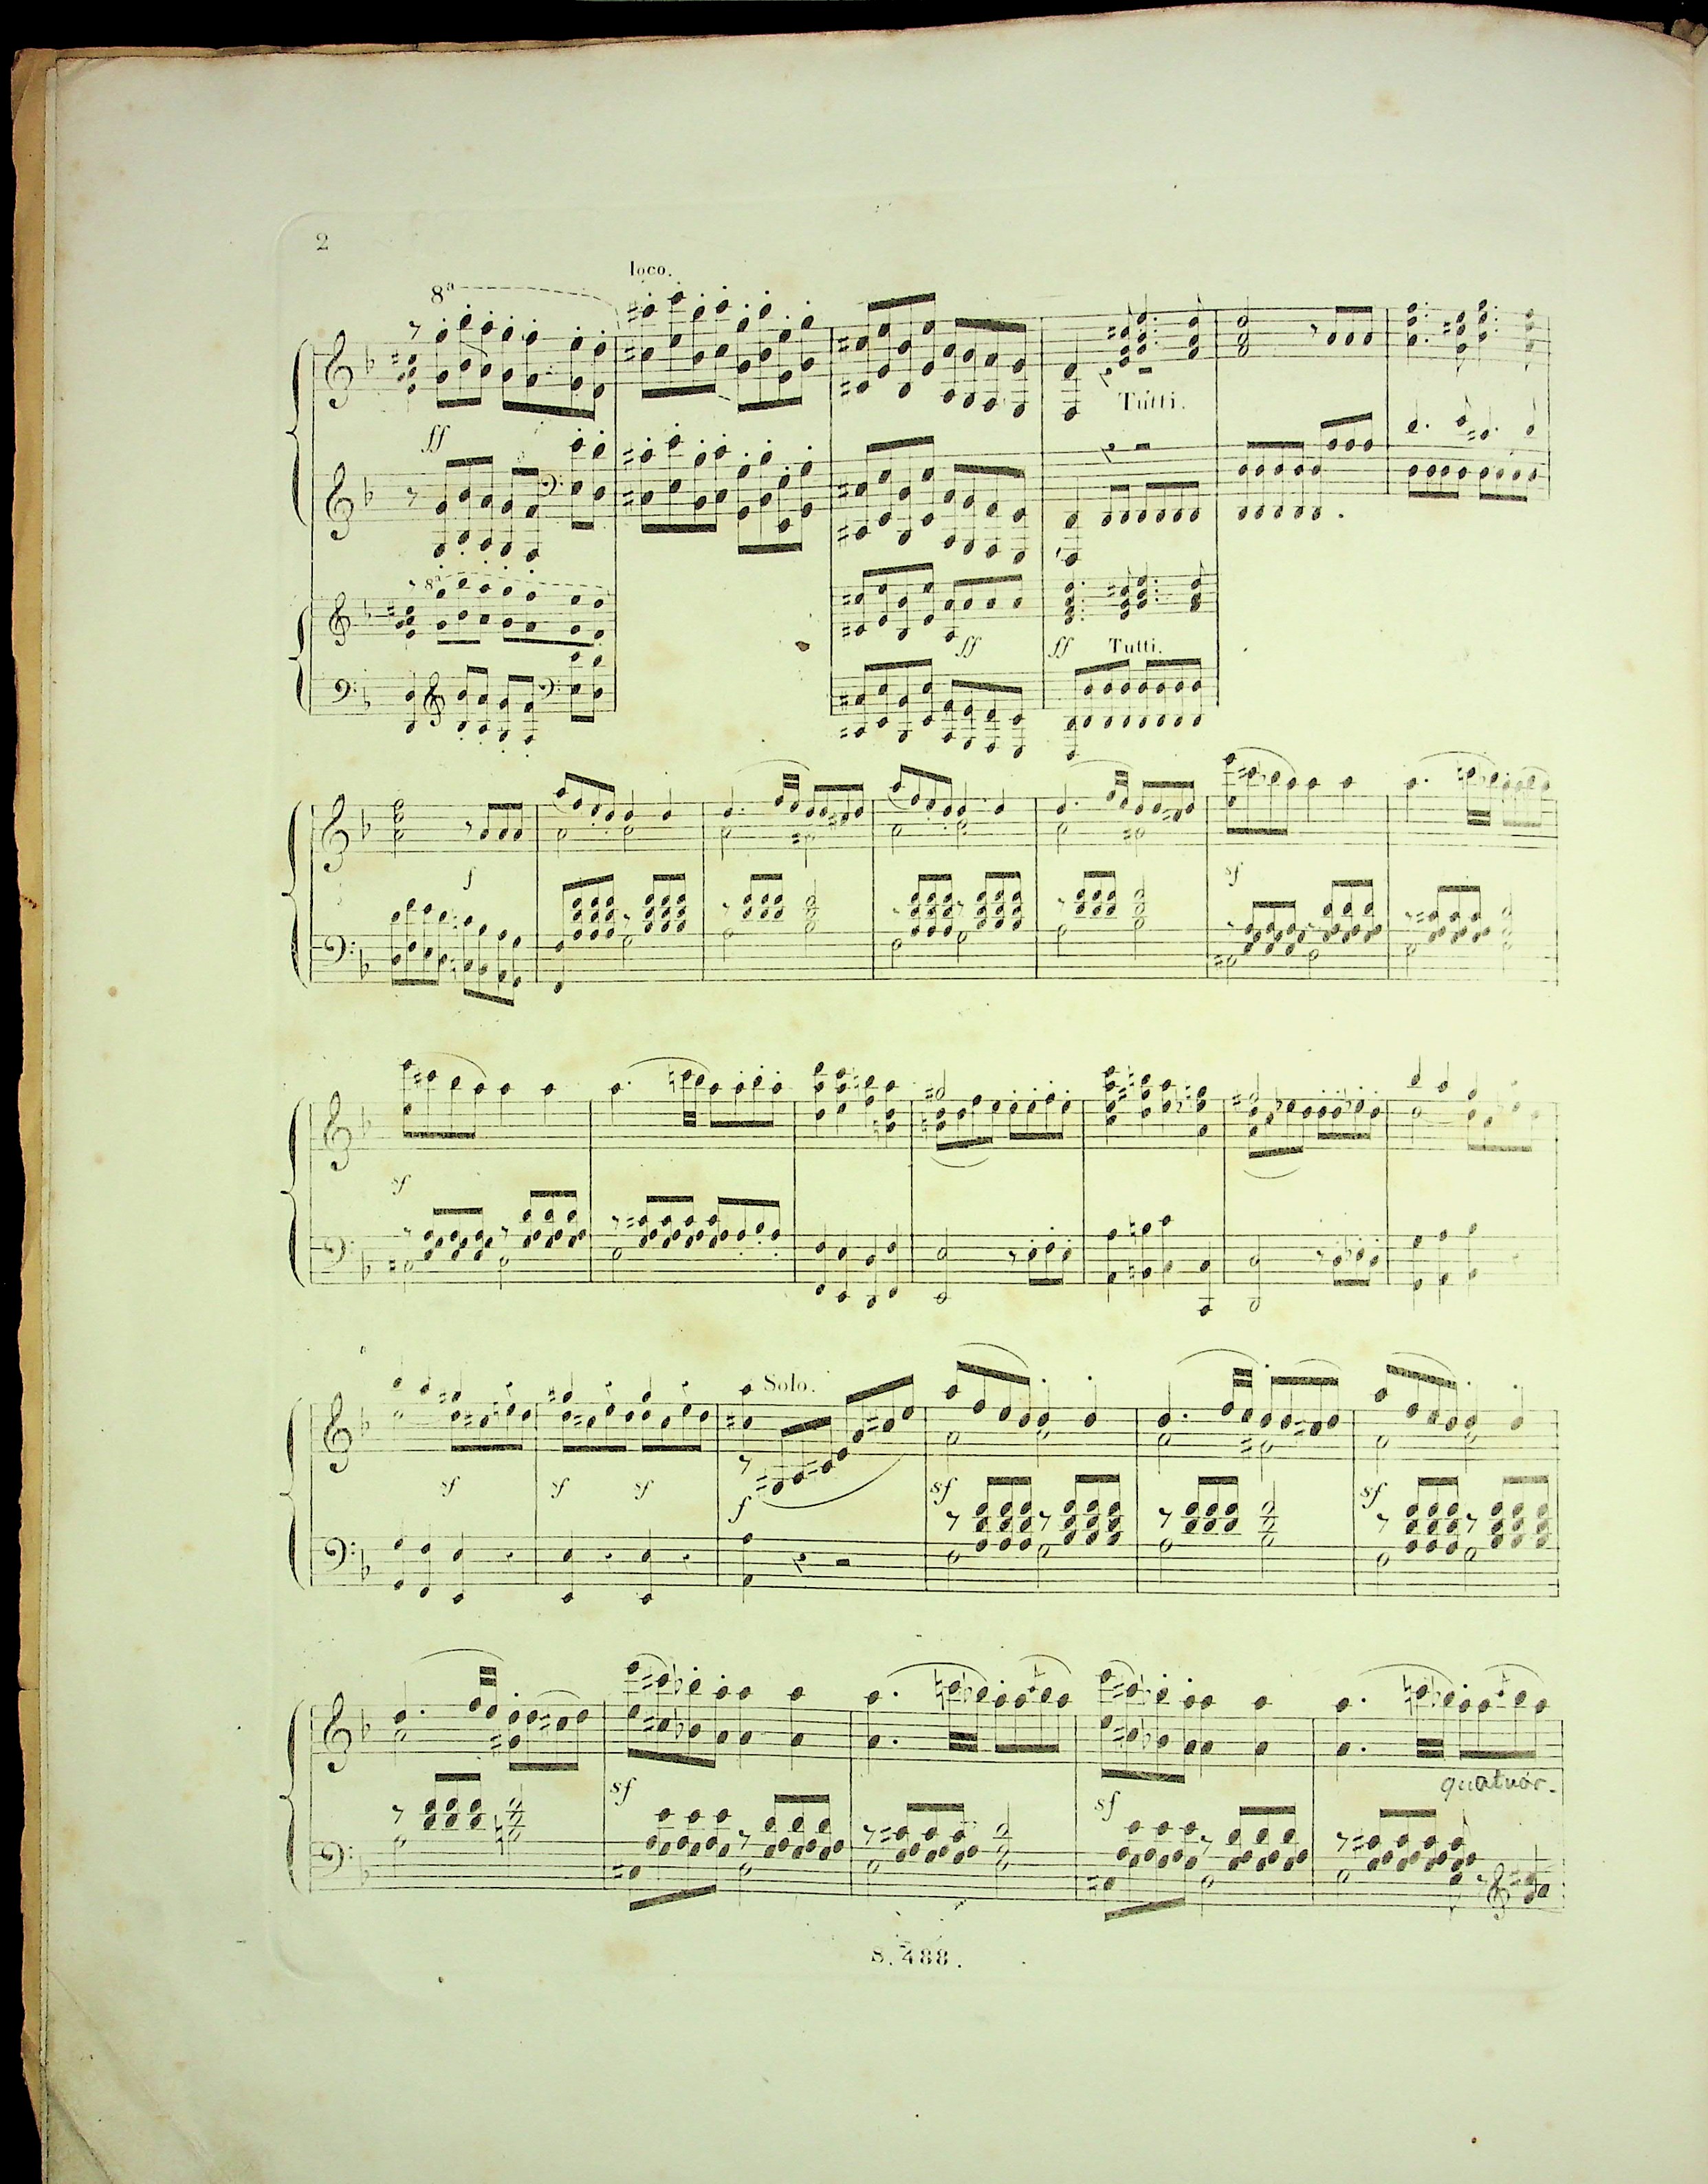 2
loco.
8a
Tutti.
ff
8a
ff
ff Tutti.
f
sf
sf
Solo.
sf sf sf f sf sf
quatuor.
sf sf
S. 488.